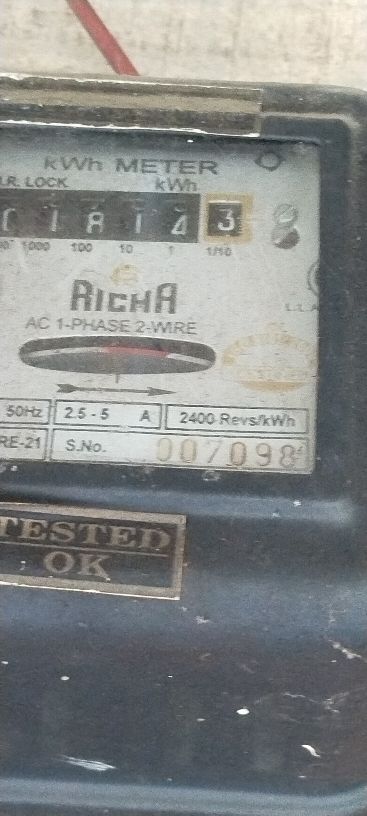 kWh METER
I.R. LOCK kWh
0 1 8 1 4 3
1000 100 10 1 1/10
RICHA
AC 1-PHASE 2-WIRE
50Hz 2.5 - 5 A 2400 Revs/kWh
RE-21 S.No. 007098
TESTED
OK